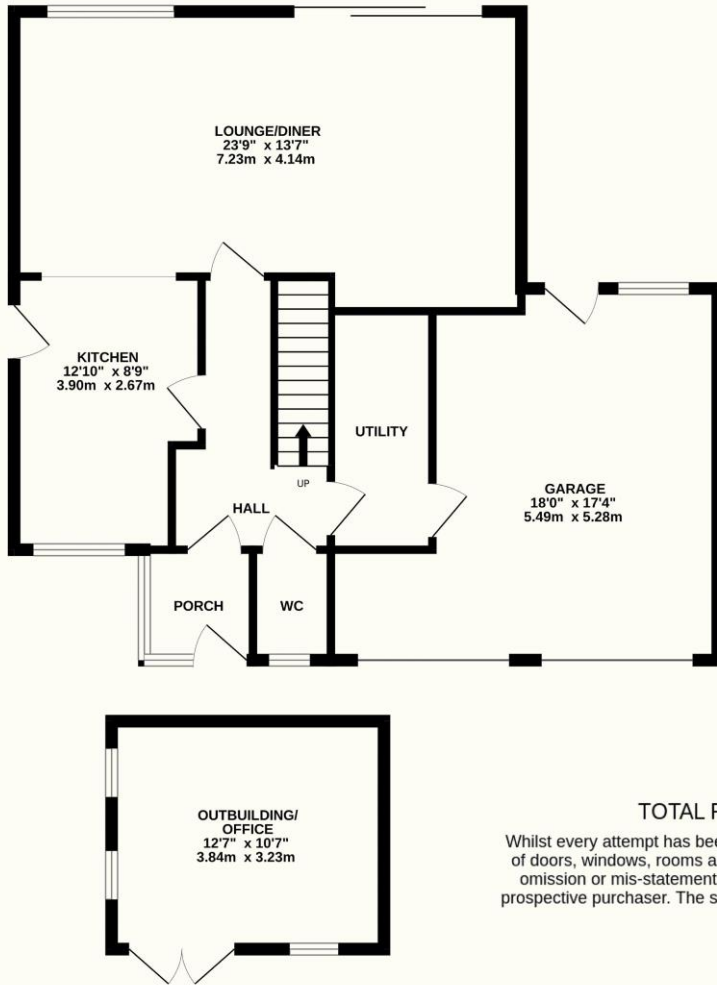 LOUNGE/DINER
23'9" x 13'7"
7.23m x 4.14m
KITCHEN
12'10" x 8'9"
3.90m x 2.67m
UTILITY
UP
HALL
GARAGE
18'0" x 17'4"
5.49m x 5.28m
PORCH
WC
OUTBUILDING/
OFFICE
12'7" x 10'7"
3.84m x 3.23m
TOTAL
Whilst every attempt has
of doors, windows, rooms
omission or mis-statement
prospective purchaser. The